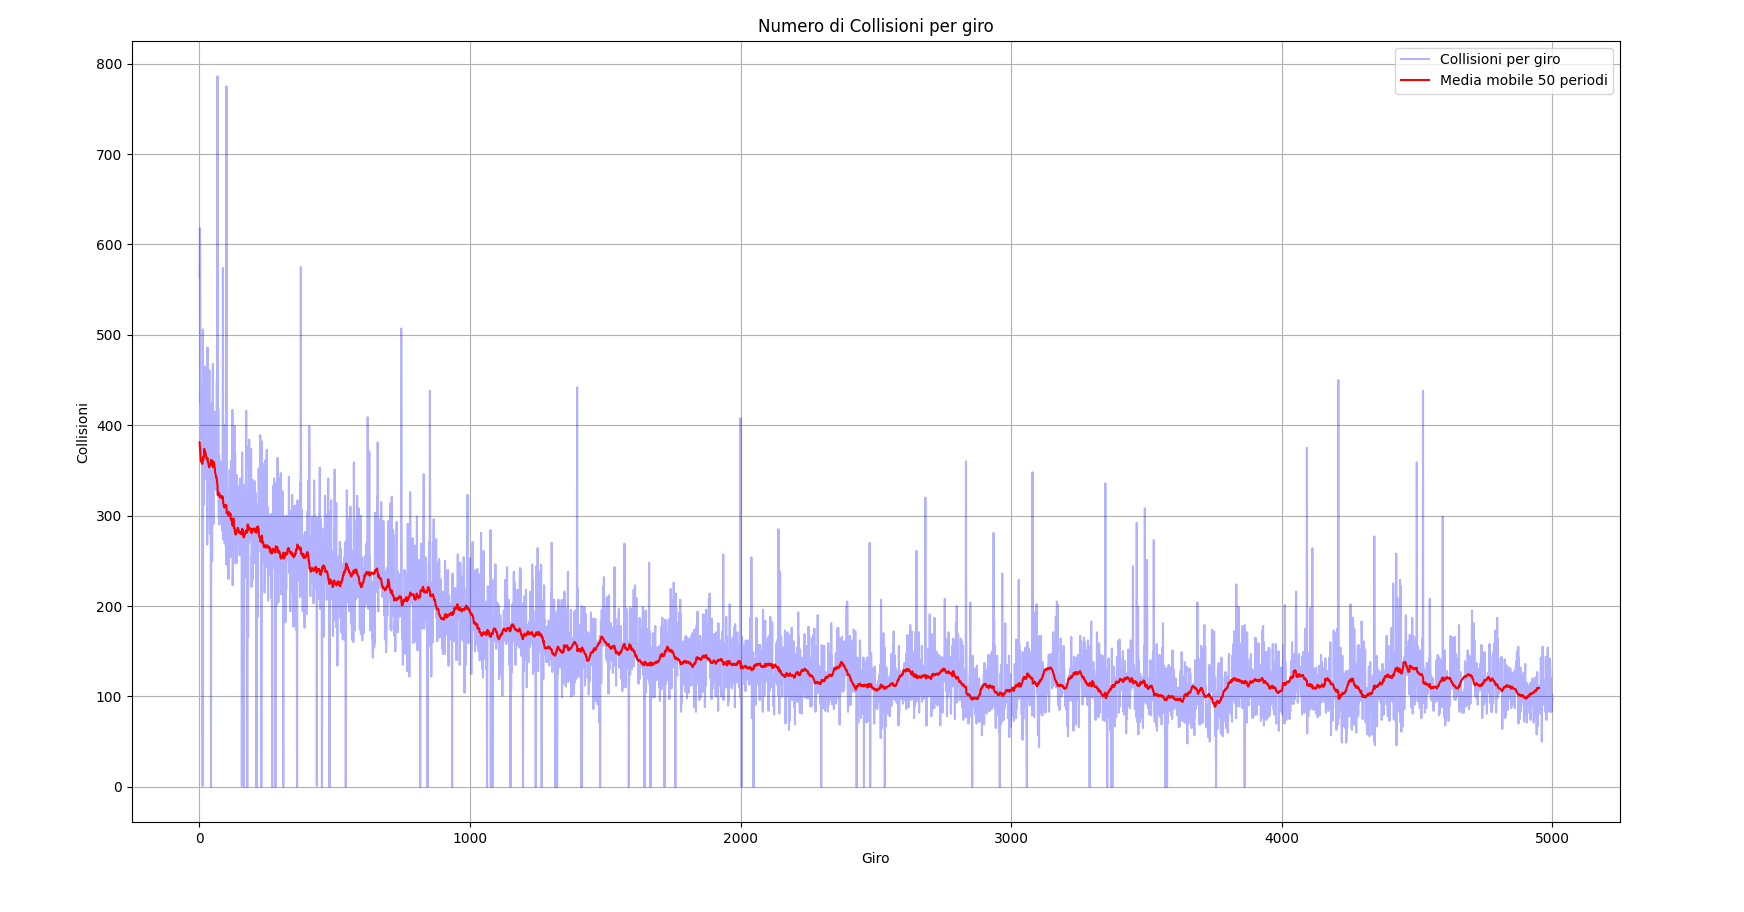 Numero di Collisioni per giro
Collisioni per giro
Media mobile 50 periodi
800
700
600
500
400
300
200
100
0
Collisioni
0 1000 2000 3000 4000 5000
Giro